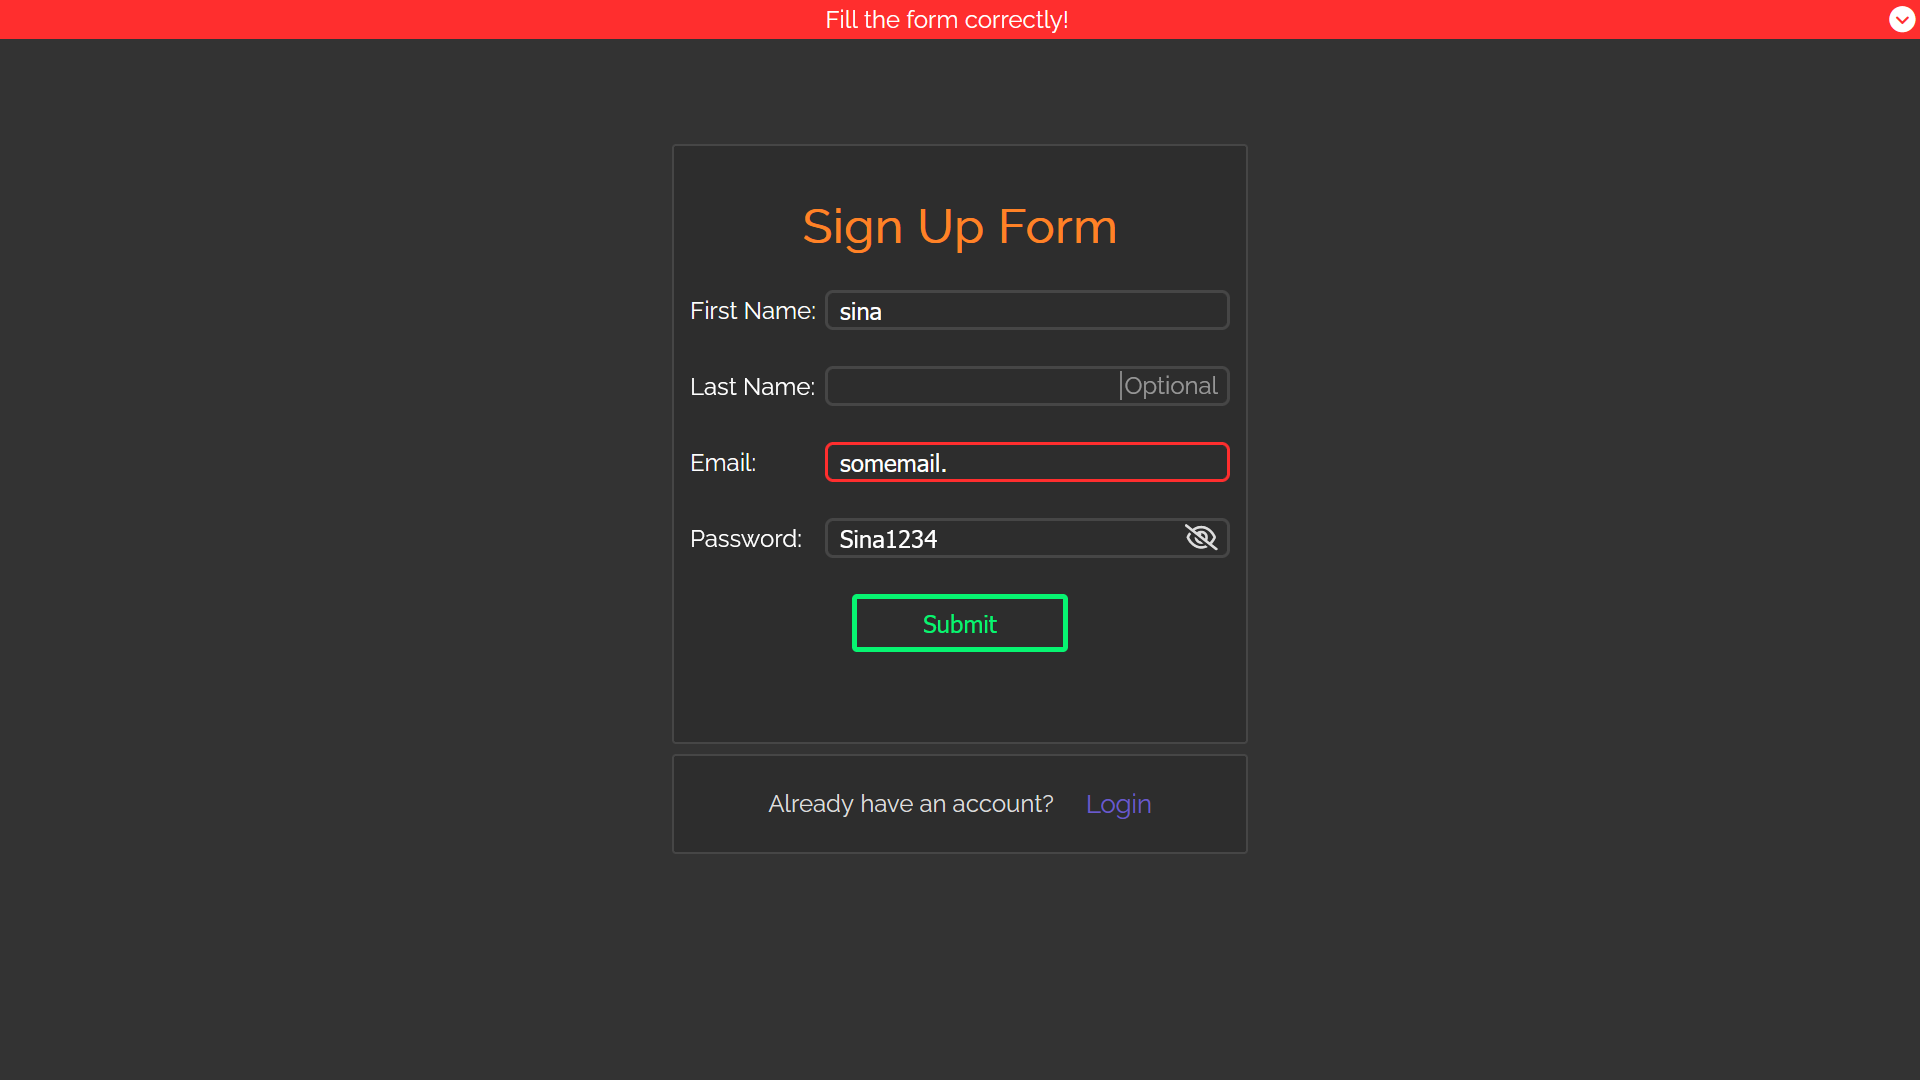 Fill the form correctly!
Sign Up Form
First Name: sina
Last Name: Optional
Email: somemail.
Password: Sina1234
Submit
Already have an account? Login